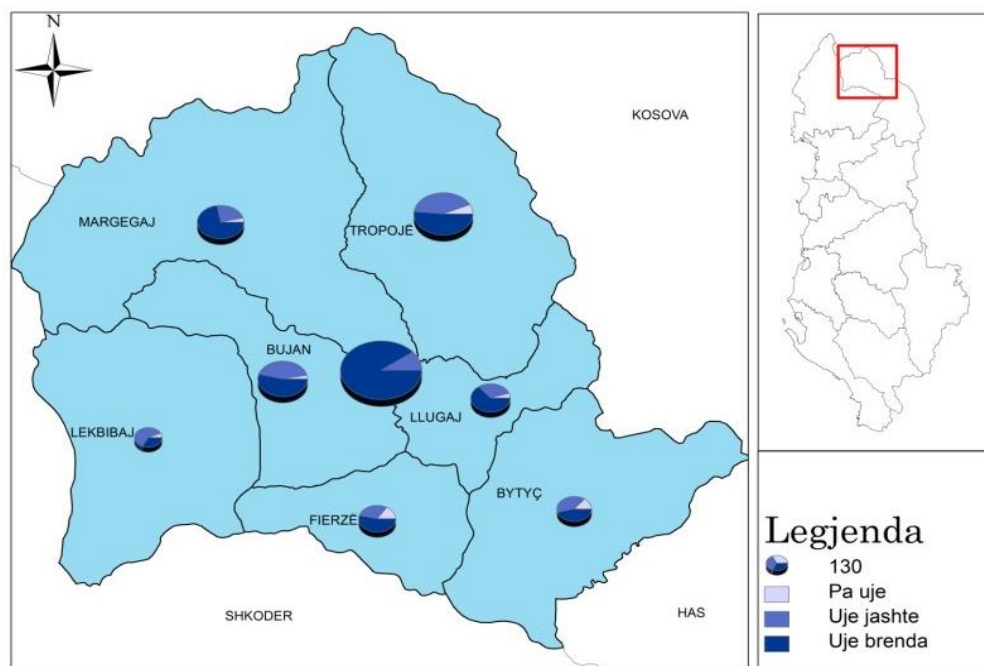 N
KOSOVA
MARGEGAJ
TROPOJË
BUJAN
LLUGAJ
LEKBIBAJ
BYTYÇ
FIERZË
SHKODER
HAS
Legjenda
130
Pa uje
Uje jashte
Uje brenda